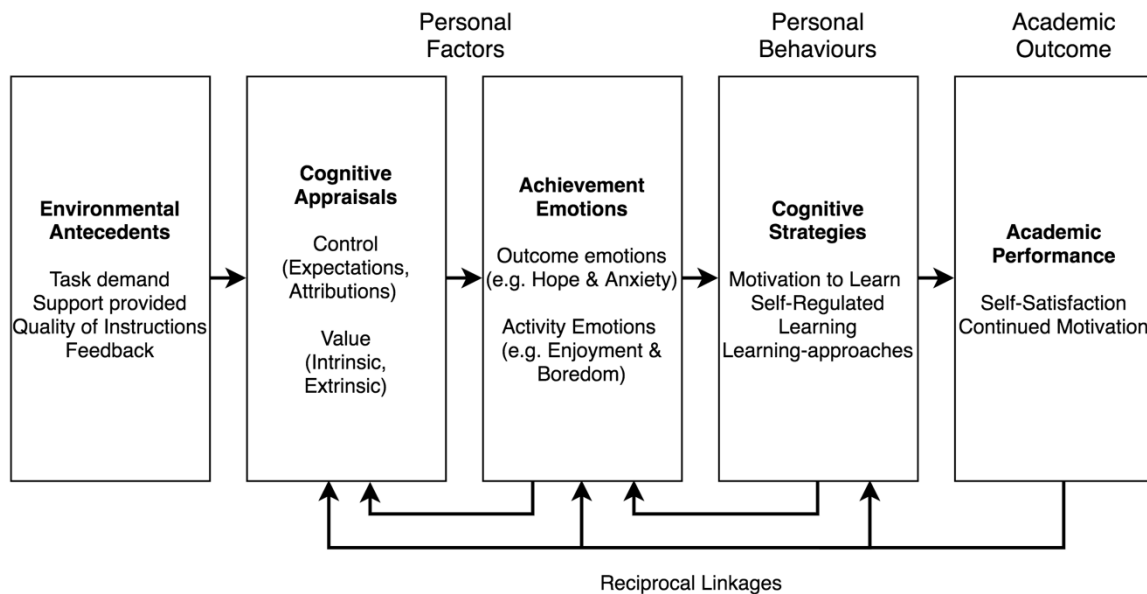 Personal
Factors
Personal
Behaviours
Academic
Outcome
Environmental
Antecedents
Task demand
Support provided
Quality of Instructions
Feedback
Cognitive
Appraisals
Control
(Expectations,
Attributions)
Value
(Intrinsic,
Extrinsic)
Achievement
Emotions
Outcome emotions
(e.g. Hope & Anxiety)
Activity Emotions
(e.g. Enjoyment &
Boredom)
Cognitive
Strategies
Motivation to Learn
Self-Regulated
Learning
Learning-approaches
Academic
Performance
Self-Satisfaction
Continued Motivation
Reciprocal Linkages